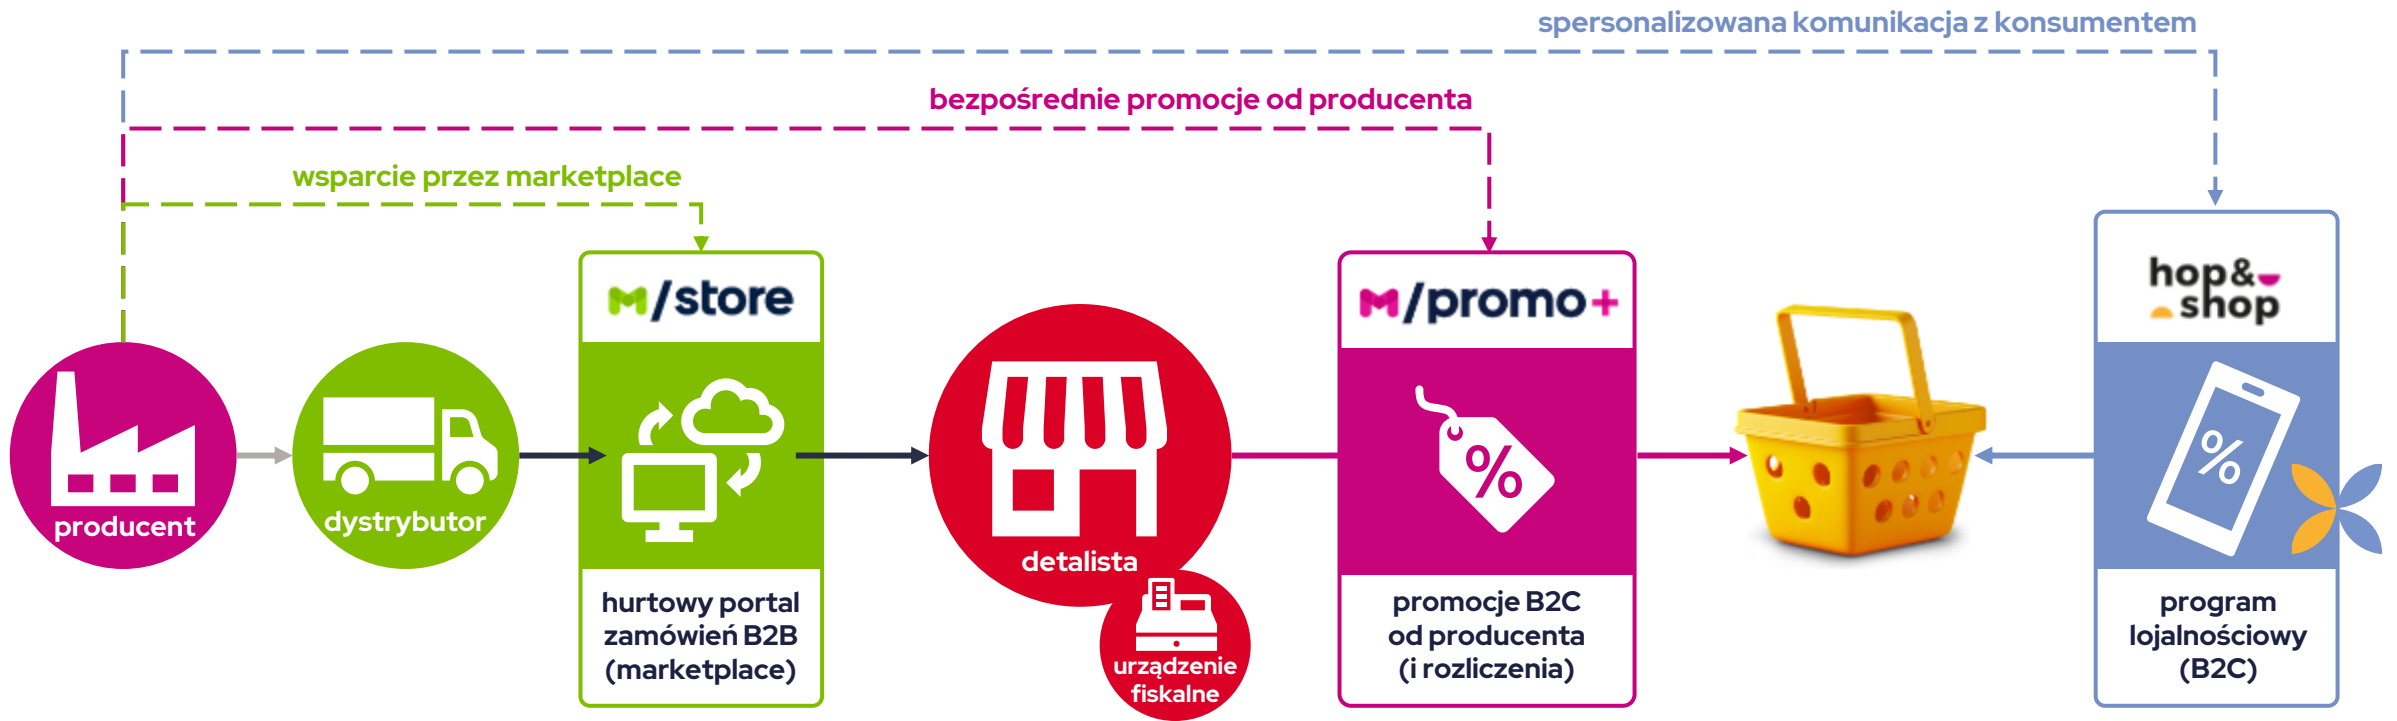 spersonalizowana komunikacja z konsumentem
bezpośrednie promocje od producenta
wsparcie przez marketplace
producent
dystrybutor
M/store
hurtowy portal
zamówień B2B
(marketplace)
detalista
urządzenie
fiskalne
M/promo+
%
promocje B2C
od producenta
(i rozliczenia)
hop&
shop
%
program
lojalnościowy
(B2C)